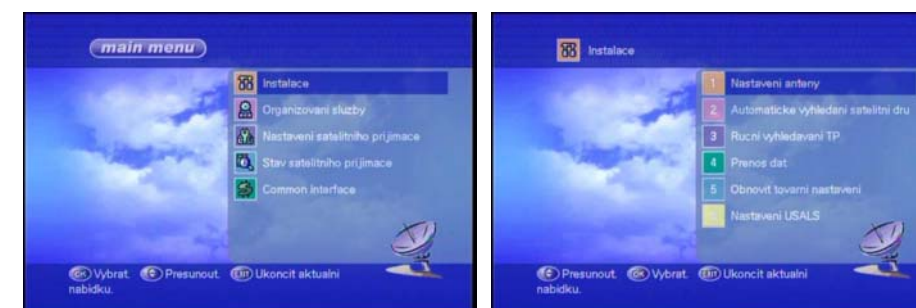 main menu
Instalace
Organizovani sluzby
Nastaveni satelitniho prijimace
Stav satelitniho prijimace
Common Interface
OK Vybrat. Presunout. EXIT Ukoncit aktualni
nabidku.
Instalace
1 Nastaveni anteny
2 Automaticke vyhledani satelitni dru
3 Rucni vyhledavani TP
4 Prenos dat
5 Obnovit tovarni nastaveni
Nastaveni USALS
Presunout. OK Vybrat. EXIT Ukoncit aktualni
nabidku.